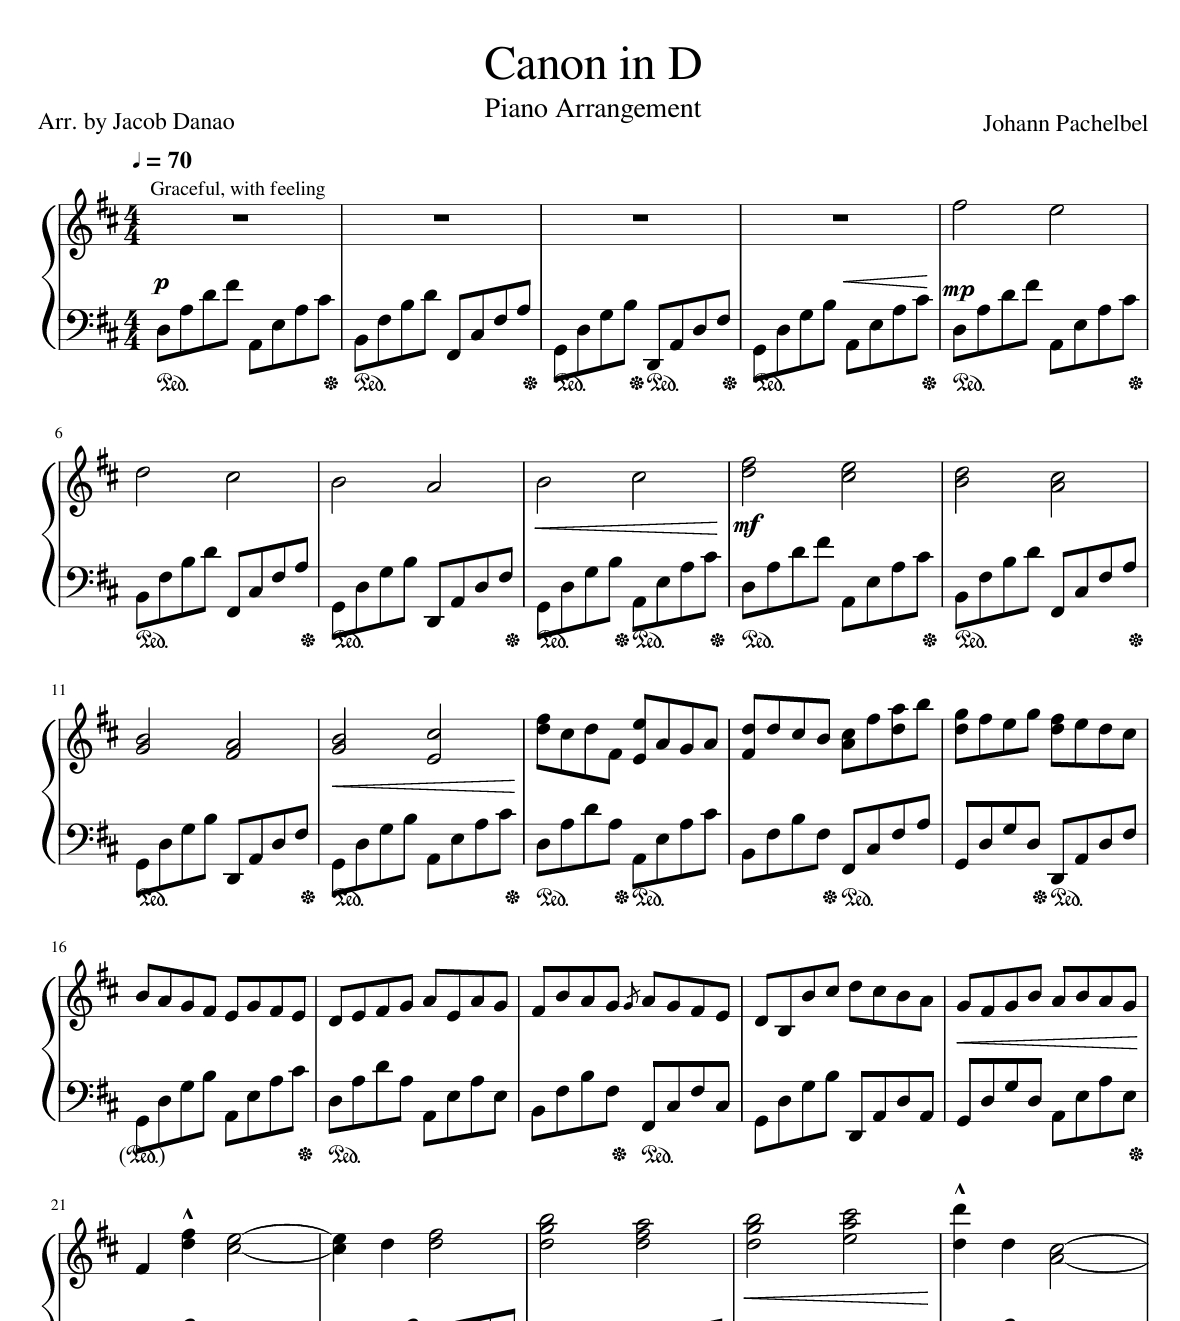 Canon in D
Piano Arrangement
Arr. by Jacob Danao
Johann Pachelbel
♩ = 70
Graceful, with feeling
4
4
p
mp
4
4
Ped. * Ped. * Ped. * Ped. * Ped. * Ped. *
6
mf
Ped. * Ped. * Ped. * Ped. * Ped. * Ped. *
11
Ped. * Ped. * Ped. * Ped. * Ped. * Ped.
16
(Ped.) * Ped. * Ped. *
21